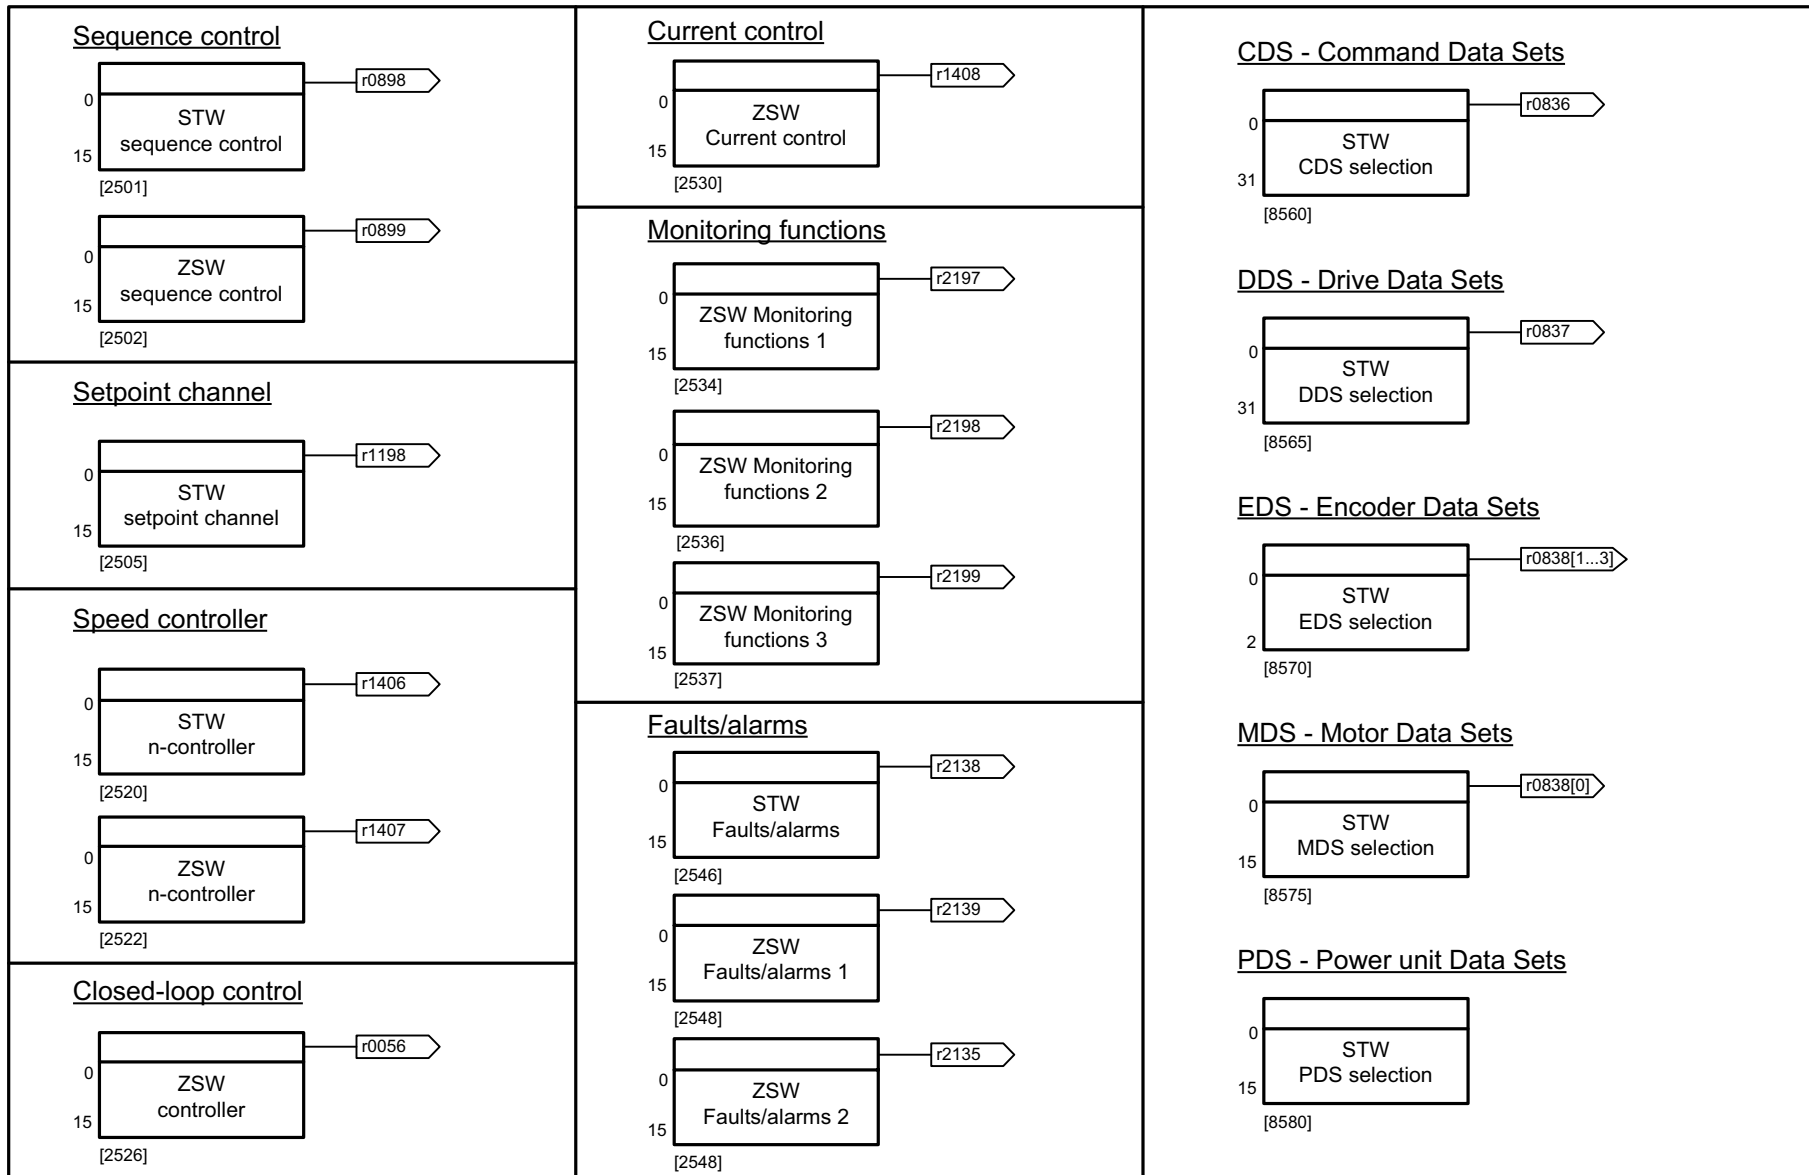 Sequence control
r0898
0
STW
sequence control
15
[2501]
r0899
0
ZSW
sequence control
15
[2502]
Setpoint channel
r1198
0
STW
setpoint channel
15
[2505]
Speed controller
r1406
0
STW
n-controller
15
[2520]
r1407
0
ZSW
n-controller
15
[2522]
Closed-loop control
r0056
0
ZSW
controller
15
[2526]
Current control
r1408
0
ZSW
Current control
15
[2530]
Monitoring functions
r2197
0
ZSW Monitoring
functions 1
15
[2534]
r2198
0
ZSW Monitoring
functions 2
15
[2536]
r2199
0
ZSW Monitoring
functions 3
15
[2537]
Faults/alarms
r2138
0
STW
Faults/alarms
15
[2546]
r2139
0
ZSW
Faults/alarms 1
15
[2548]
r2135
0
ZSW
Faults/alarms 2
15
[2548]
CDS - Command Data Sets
r0836
0
STW
CDS selection
31
[8560]
DDS - Drive Data Sets
r0837
0
STW
DDS selection
31
[8565]
EDS - Encoder Data Sets
r0838[1...3]
0
STW
EDS selection
2
[8570]
MDS - Motor Data Sets
r0838[0]
0
STW
MDS selection
15
[8575]
PDS - Power unit Data Sets
0
STW
PDS selection
15
[8580]